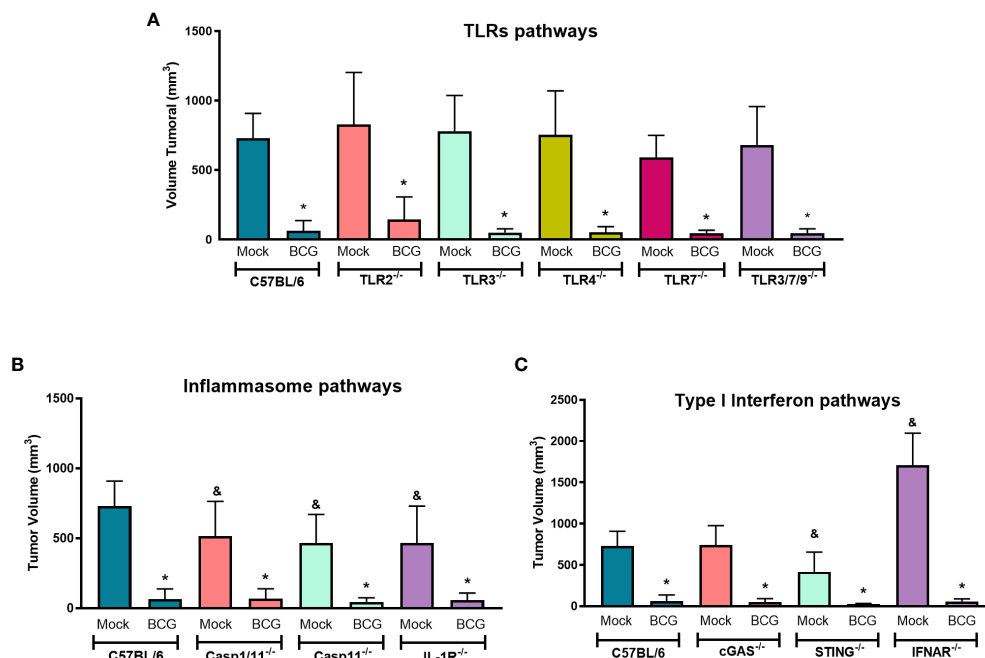 A
TLRs pathways
Volume Tumoral (mm³)
1500
1000
500
0
* * * * * *
Mock BCG Mock BCG Mock BCG Mock BCG Mock BCG Mock BCG
C57BL/6 TLR2⁻/⁻ TLR3⁻/⁻ TLR4⁻/⁻ TLR7⁻/⁻ TLR3/7/9⁻/⁻
B
Inflammasome pathways
Tumor Volume (mm³)
1500
1000
500
0
& & &
* * * *
Mock BCG Mock BCG Mock BCG Mock BCG
C57BL/6 Casp1/11⁻/⁻ Casp11⁻/⁻ IL-1R⁻/⁻
C
Type I Interferon pathways
Tumor Volume (mm³)
2500
2000
1500
1000
500
0
& &
* * * *
Mock BCG Mock BCG Mock BCG Mock BCG
C57BL/6 cGAS⁻/⁻ STING⁻/⁻ IFNAR⁻/⁻